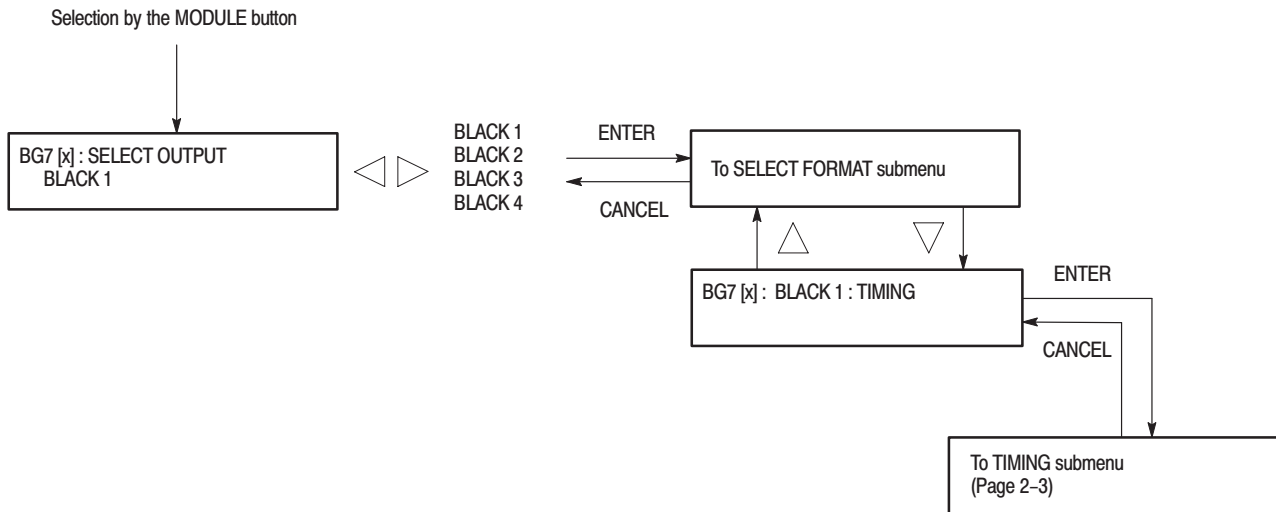 Selection by the MODULE button
BG7 [x] : SELECT OUTPUT
BLACK 1
BLACK 1
BLACK 2
BLACK 3
BLACK 4
ENTER
CANCEL
To SELECT FORMAT submenu
BG7 [x] : BLACK 1 : TIMING
ENTER
CANCEL
To TIMING submenu
(Page 2–3)